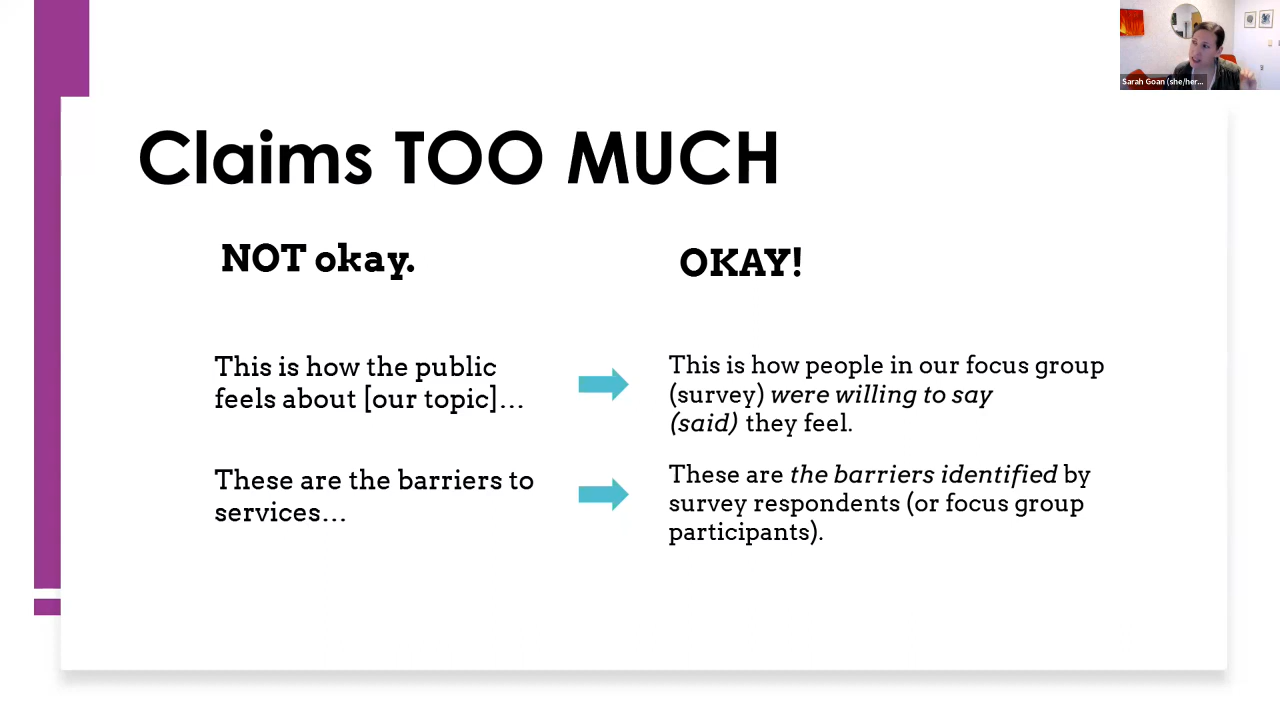 Sarah Goan (she/her...
Claims TOO MUCH
NOT okay.
OKAY!
This is how the public
feels about [our topic]...
This is how people in our focus group
(survey) were willing to say
(said) they feel.
These are the barriers to
services...
These are the barriers identified by
survey respondents (or focus group
participants).